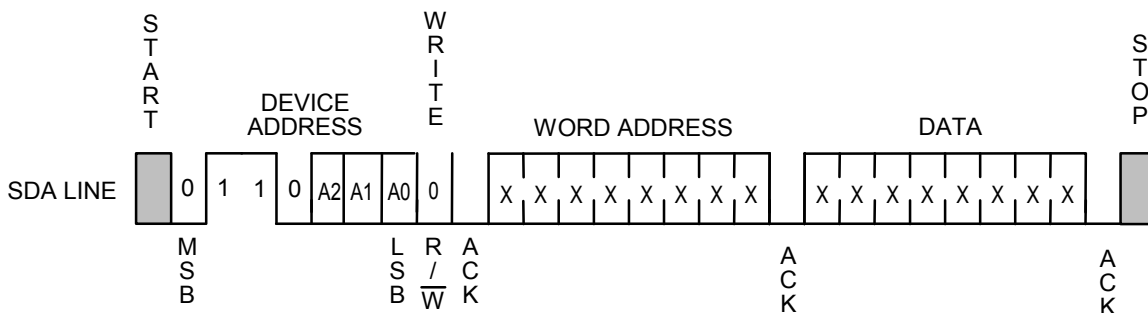 START
WRITE
STOP
DEVICE
ADDRESS
WORD ADDRESS
DATA
SDA LINE
0 1 1 0 A2 A1 A0 0 X X X X X X X X X X X X X X X X
MSB
LSB
R/W
ACK
ACK
ACK